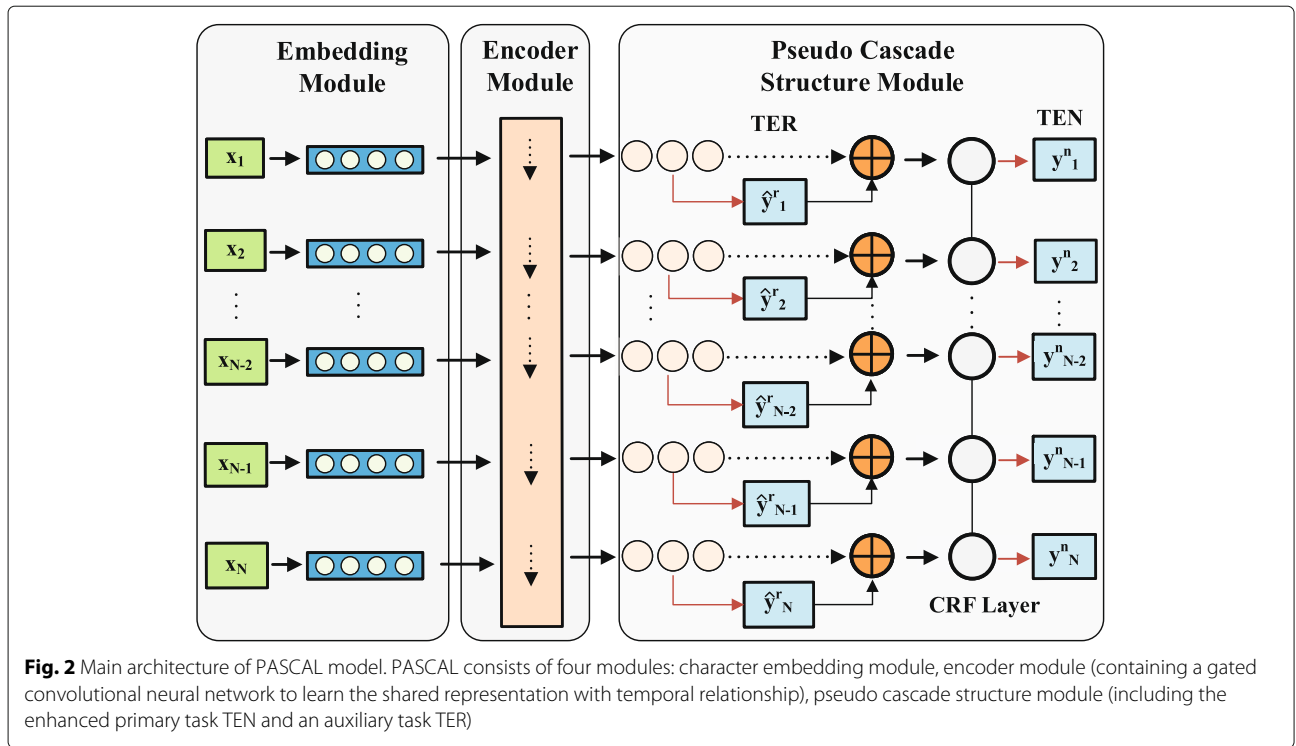 Embedding
Module
Encoder
Module
Pseudo Cascade
Structure Module
TER
TEN
x1
ŷr1
yn1
x2
ŷr2
yn2
xN-2
ŷrN-2
ynN-2
xN-1
ŷrN-1
ynN-1
xN
ŷrN
ynN
CRF Layer
Fig. 2 Main architecture of PASCAL model. PASCAL consists of four modules: character embedding module, encoder module (containing a gated
convolutional neural network to learn the shared representation with temporal relationship), pseudo cascade structure module (including the
enhanced primary task TEN and an auxiliary task TER)